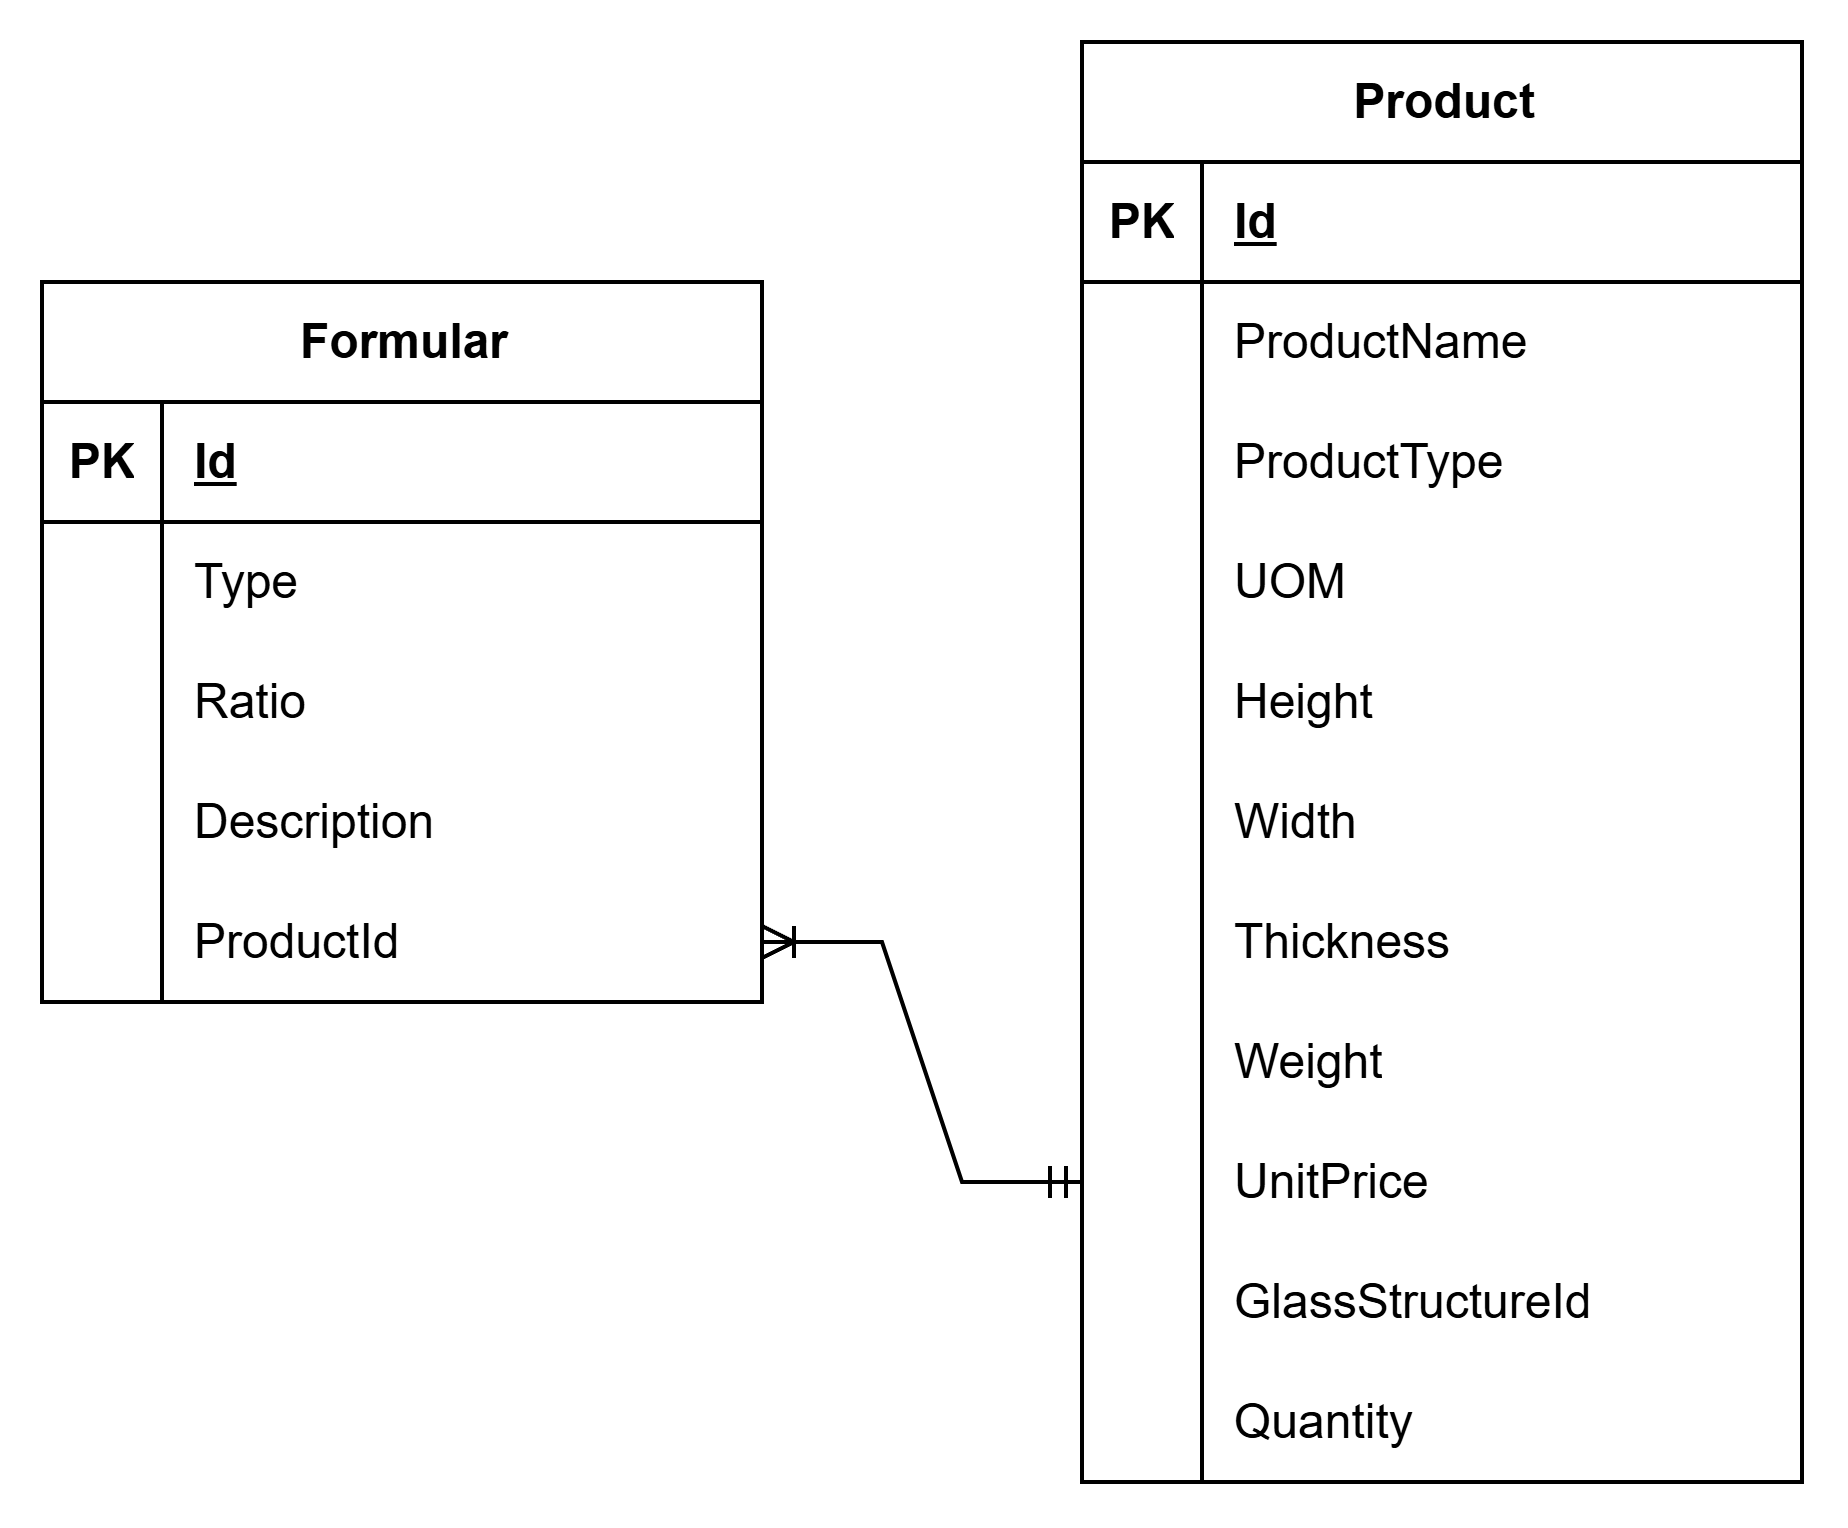 Formular
PK Id
Type
Ratio
Description
ProductId
Product
PK Id
ProductName
ProductType
UOM
Height
Width
Thickness
Weight
UnitPrice
GlassStructureId
Quantity